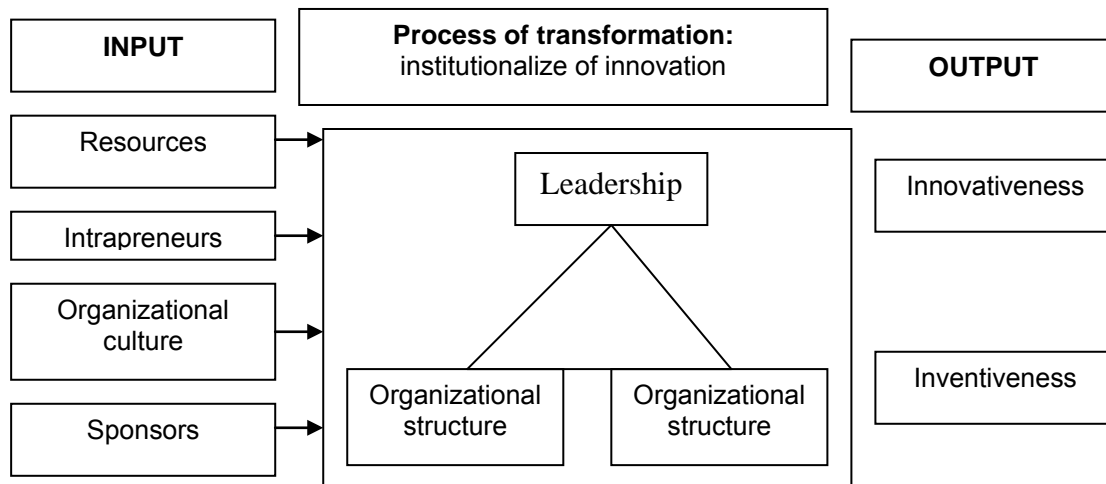 INPUT
Resources
Intrapreneurs
Organizational
culture
Sponsors
Process of transformation:
institutionalize of innovation
Leadership
Organizational
structure
Organizational
structure
OUTPUT
Innovativeness
Inventiveness